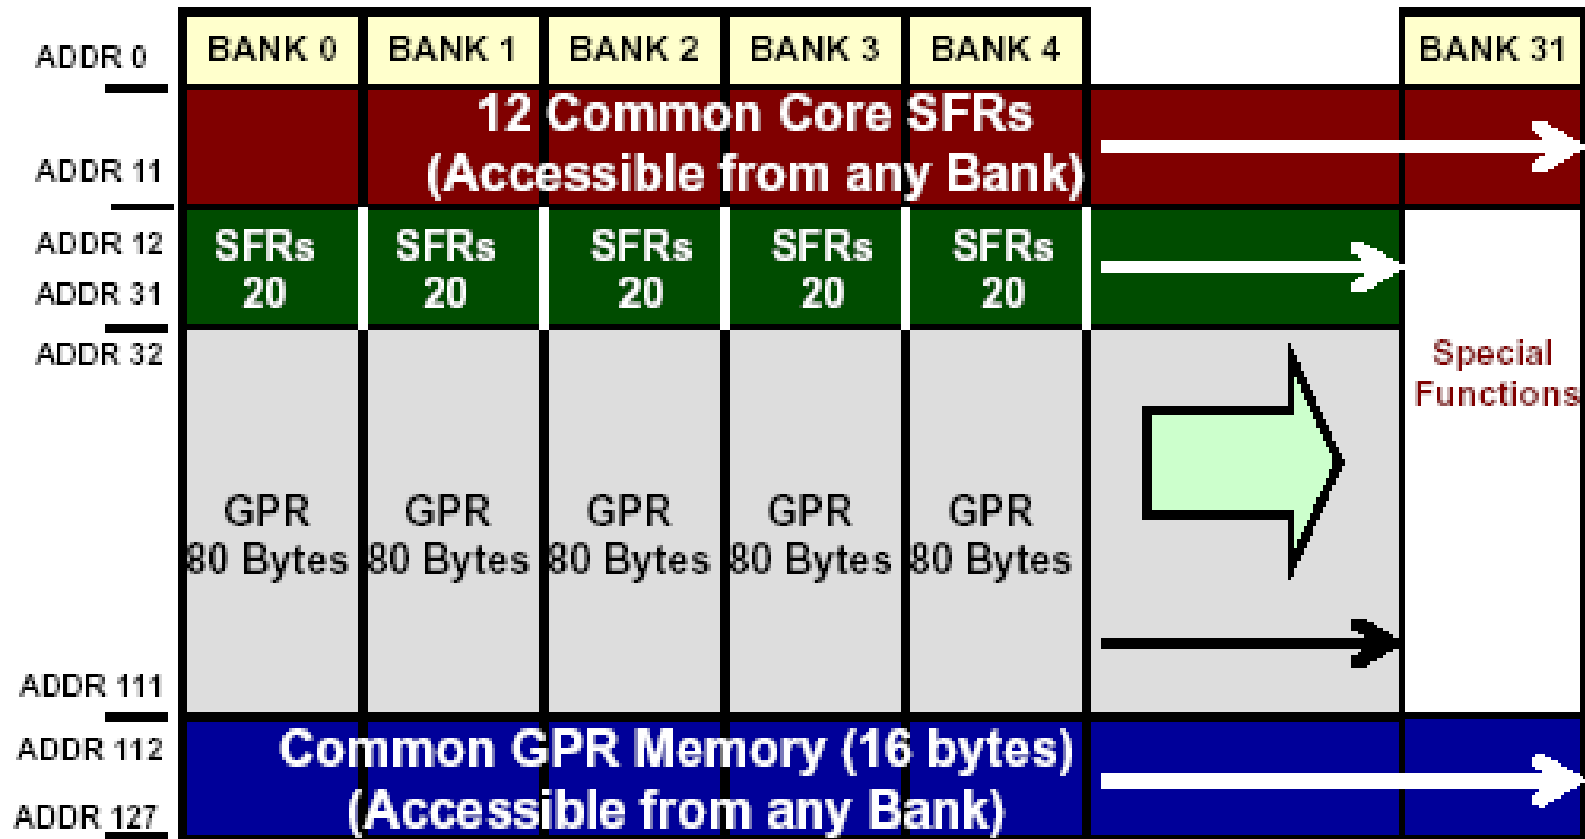 ADDR 0
BANK 0
BANK 1
BANK 2
BANK 3
BANK 4
BANK 31
12 Common Core SFRs
(Accessible from any Bank)
ADDR 11
ADDR 12
ADDR 31
SFRs
20
SFRs
20
SFRs
20
SFRs
20
SFRs
20
ADDR 32
Special
Functions
GPR
80 Bytes
GPR
80 Bytes
GPR
80 Bytes
GPR
80 Bytes
GPR
80 Bytes
ADDR 111
ADDR 112
Common GPR Memory (16 bytes)
(Accessible from any Bank)
ADDR 127